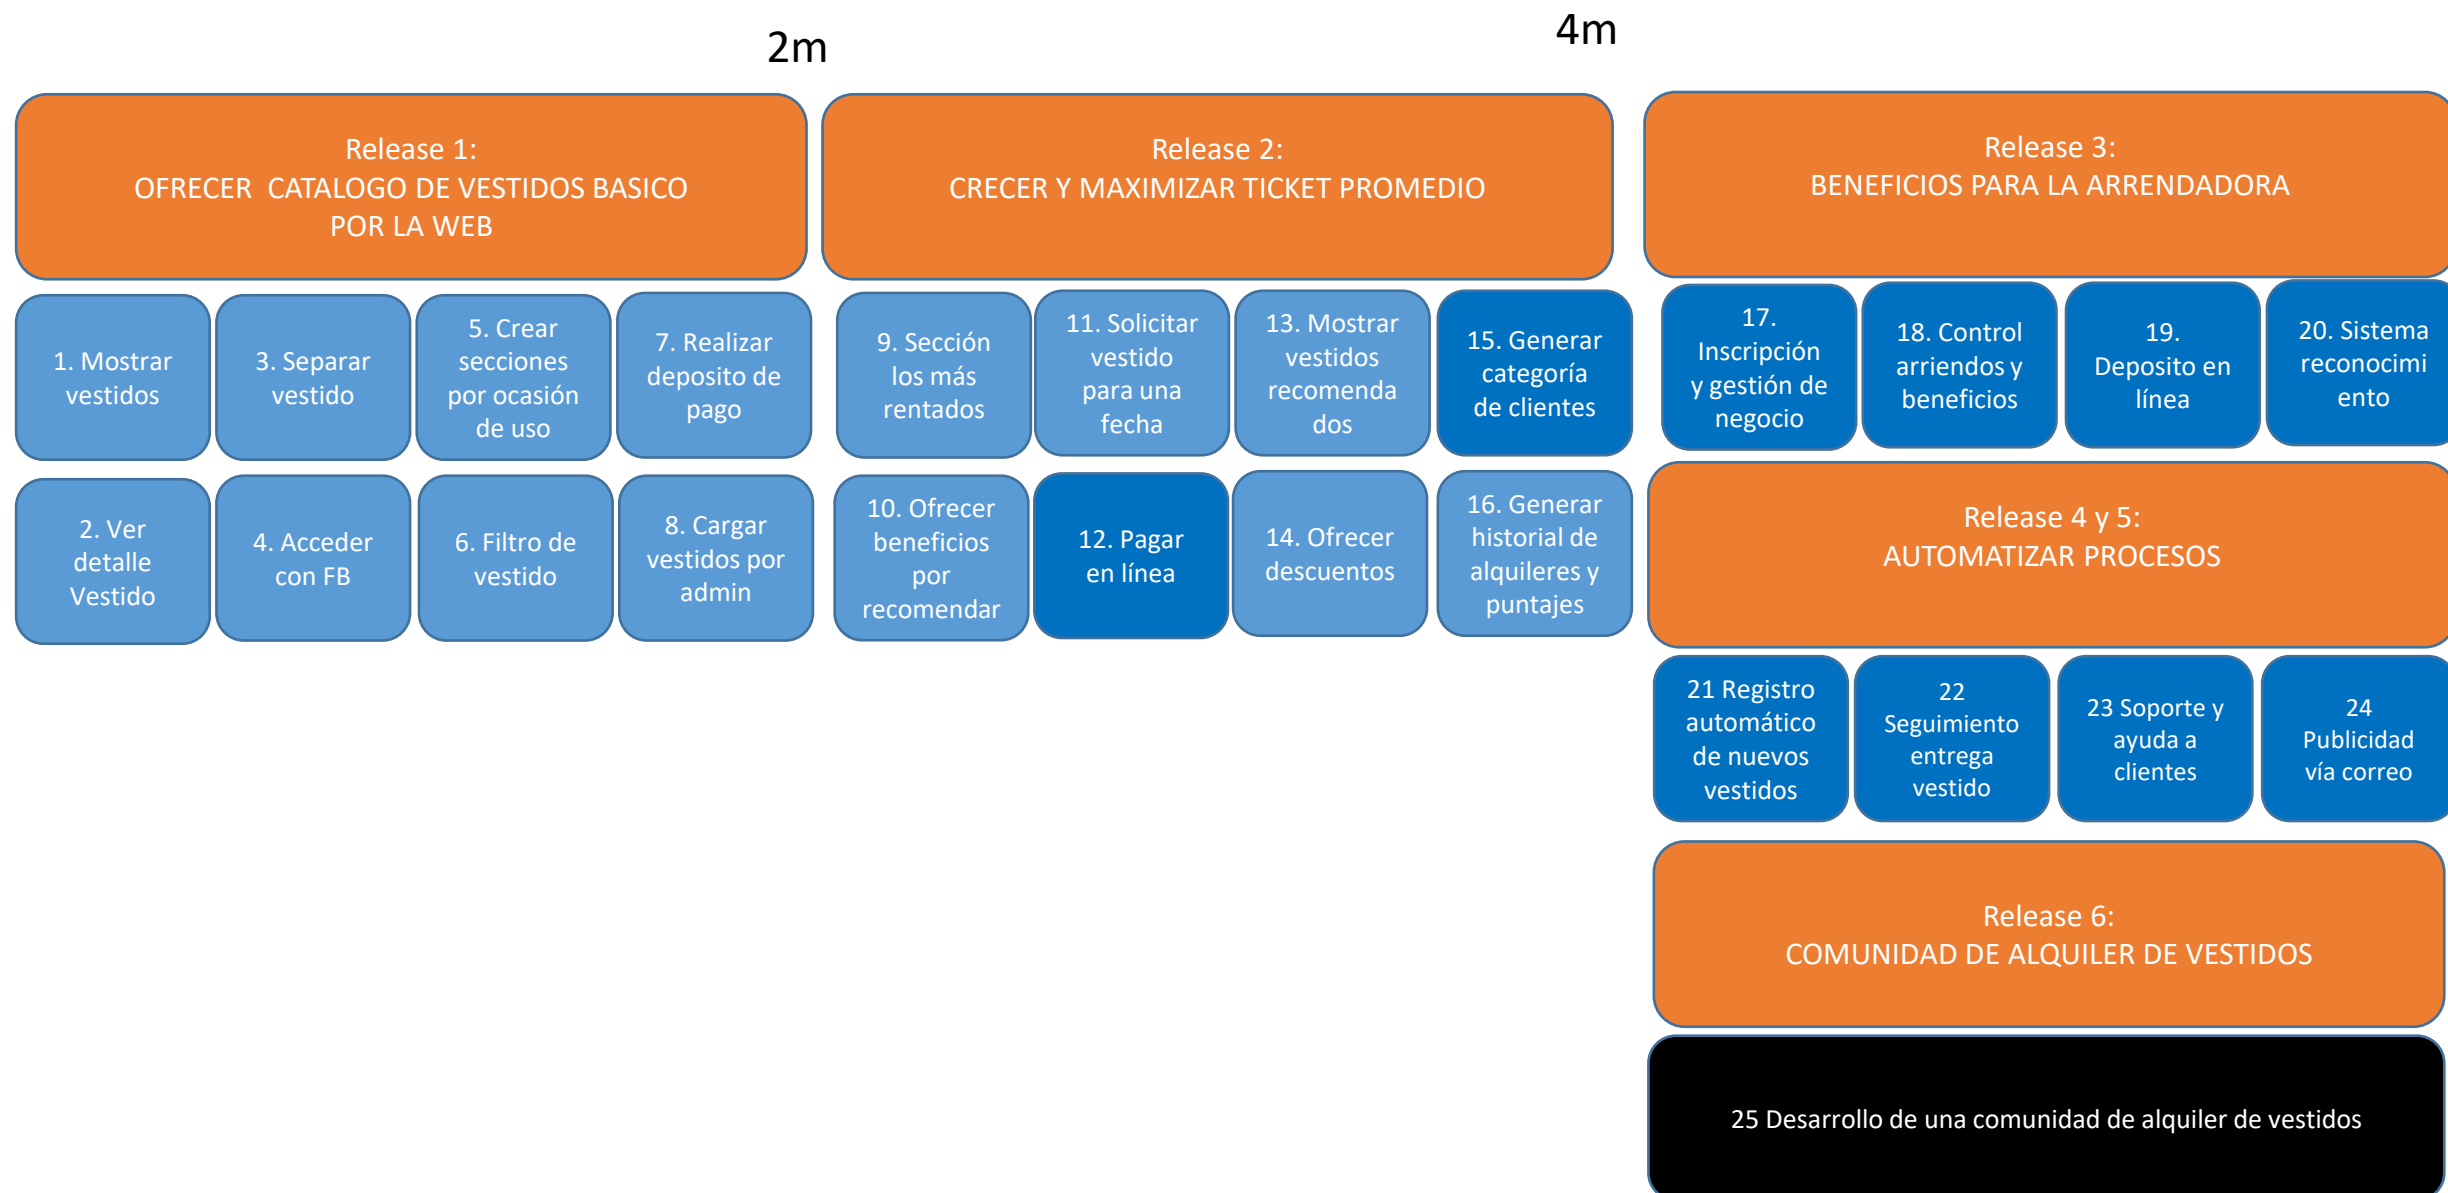 2m
4m
Release 1:
OFRECER CATALOGO DE VESTIDOS BASICO
POR LA WEB
Release 2:
CRECER Y MAXIMIZAR TICKET PROMEDIO
Release 3:
BENEFICIOS PARA LA ARRENDADORA
1. Mostrar
vestidos
3. Separar
vestido
5. Crear
secciones
por ocasión
de uso
7. Realizar
deposito de
pago
9. Sección
los más
rentados
11. Solicitar
vestido
para una
fecha
13. Mostrar
vestidos
recomenda
dos
15. Generar
categoría
de clientes
17.
Inscripción
y gestión de
negocio
18. Control
arriendos y
beneficios
19.
Deposito en
línea
20. Sistema
reconocimi
ento
2. Ver
detalle
Vestido
4. Acceder
con FB
6. Filtro de
vestido
8. Cargar
vestidos por
admin
10. Ofrecer
beneficios
por
recomendar
12. Pagar
en línea
14. Ofrecer
descuentos
16. Generar
historial de
alquileres y
puntajes
Release 4 y 5:
AUTOMATIZAR PROCESOS
21 Registro
automático
de nuevos
vestidos
22
Seguimiento
entrega
vestido
23 Soporte y
ayuda a
clientes
24
Publicidad
vía correo
Release 6:
COMUNIDAD DE ALQUILER DE VESTIDOS
25 Desarrollo de una comunidad de alquiler de vestidos